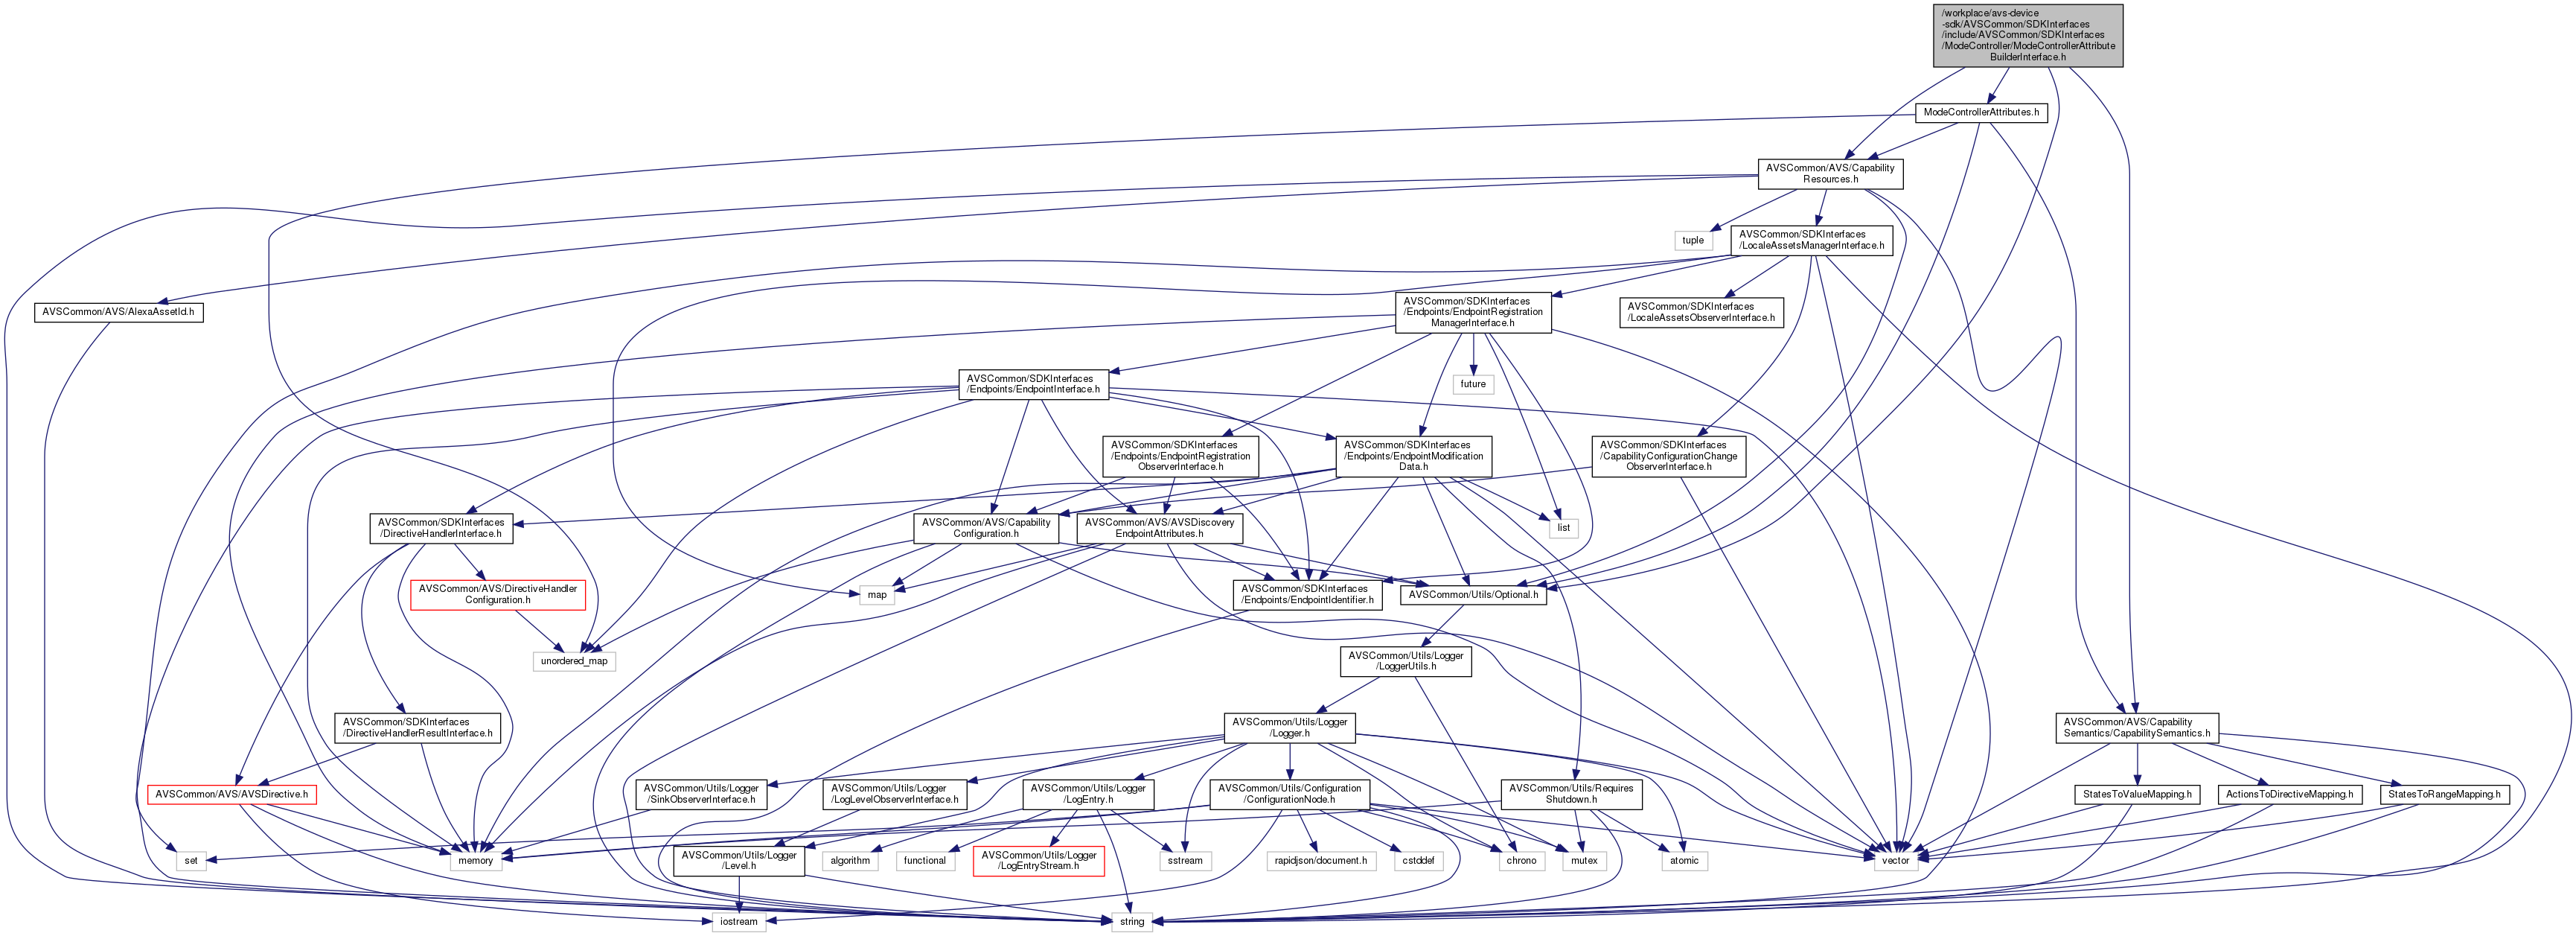 /workplace/avs-device
-sdk/AVSCommon/SDKInterfaces
/include/AVSCommon/SDKInterfaces
/ModeController/ModeControllerAttribute
BuilderInterface.h
ModeControllerAttributes.h
AVSCommon/AVS/Capability
Resources.h
tuple
AVSCommon/SDKInterfaces
/LocaleAssetsManagerInterface.h
AVSCommon/AVS/AlexaAssetId.h
AVSCommon/SDKInterfaces
/Endpoints/EndpointRegistration
ManagerInterface.h
AVSCommon/SDKInterfaces
/LocaleAssetsObserverInterface.h
AVSCommon/SDKInterfaces
/Endpoints/EndpointInterface.h
future
AVSCommon/SDKInterfaces
/Endpoints/EndpointRegistration
ObserverInterface.h
AVSCommon/SDKInterfaces
/Endpoints/EndpointModification
Data.h
AVSCommon/SDKInterfaces
/CapabilityConfigurationChange
ObserverInterface.h
AVSCommon/SDKInterfaces
/DirectiveHandlerInterface.h
AVSCommon/AVS/Capability
Configuration.h
AVSCommon/AVS/AVSDiscovery
EndpointAttributes.h
list
AVSCommon/AVS/DirectiveHandler
Configuration.h
map
AVSCommon/SDKInterfaces
/Endpoints/EndpointIdentifier.h
AVSCommon/Utils/Optional.h
unordered_map
AVSCommon/Utils/Logger
/LoggerUtils.h
AVSCommon/SDKInterfaces
/DirectiveHandlerResultInterface.h
AVSCommon/Utils/Logger
/Logger.h
AVSCommon/AVS/Capability
Semantics/CapabilitySemantics.h
AVSCommon/AVS/AVSDirective.h
AVSCommon/Utils/Logger
/SinkObserverInterface.h
AVSCommon/Utils/Logger
/LogLevelObserverInterface.h
AVSCommon/Utils/Logger
/LogEntry.h
AVSCommon/Utils/Configuration
/ConfigurationNode.h
AVSCommon/Utils/Requires
Shutdown.h
StatesToValueMapping.h
ActionsToDirectiveMapping.h
StatesToRangeMapping.h
set
memory
AVSCommon/Utils/Logger
/Level.h
algorithm
functional
AVSCommon/Utils/Logger
/LogEntryStream.h
sstream
rapidjson/document.h
cstddef
chrono
mutex
atomic
vector
iostream
string